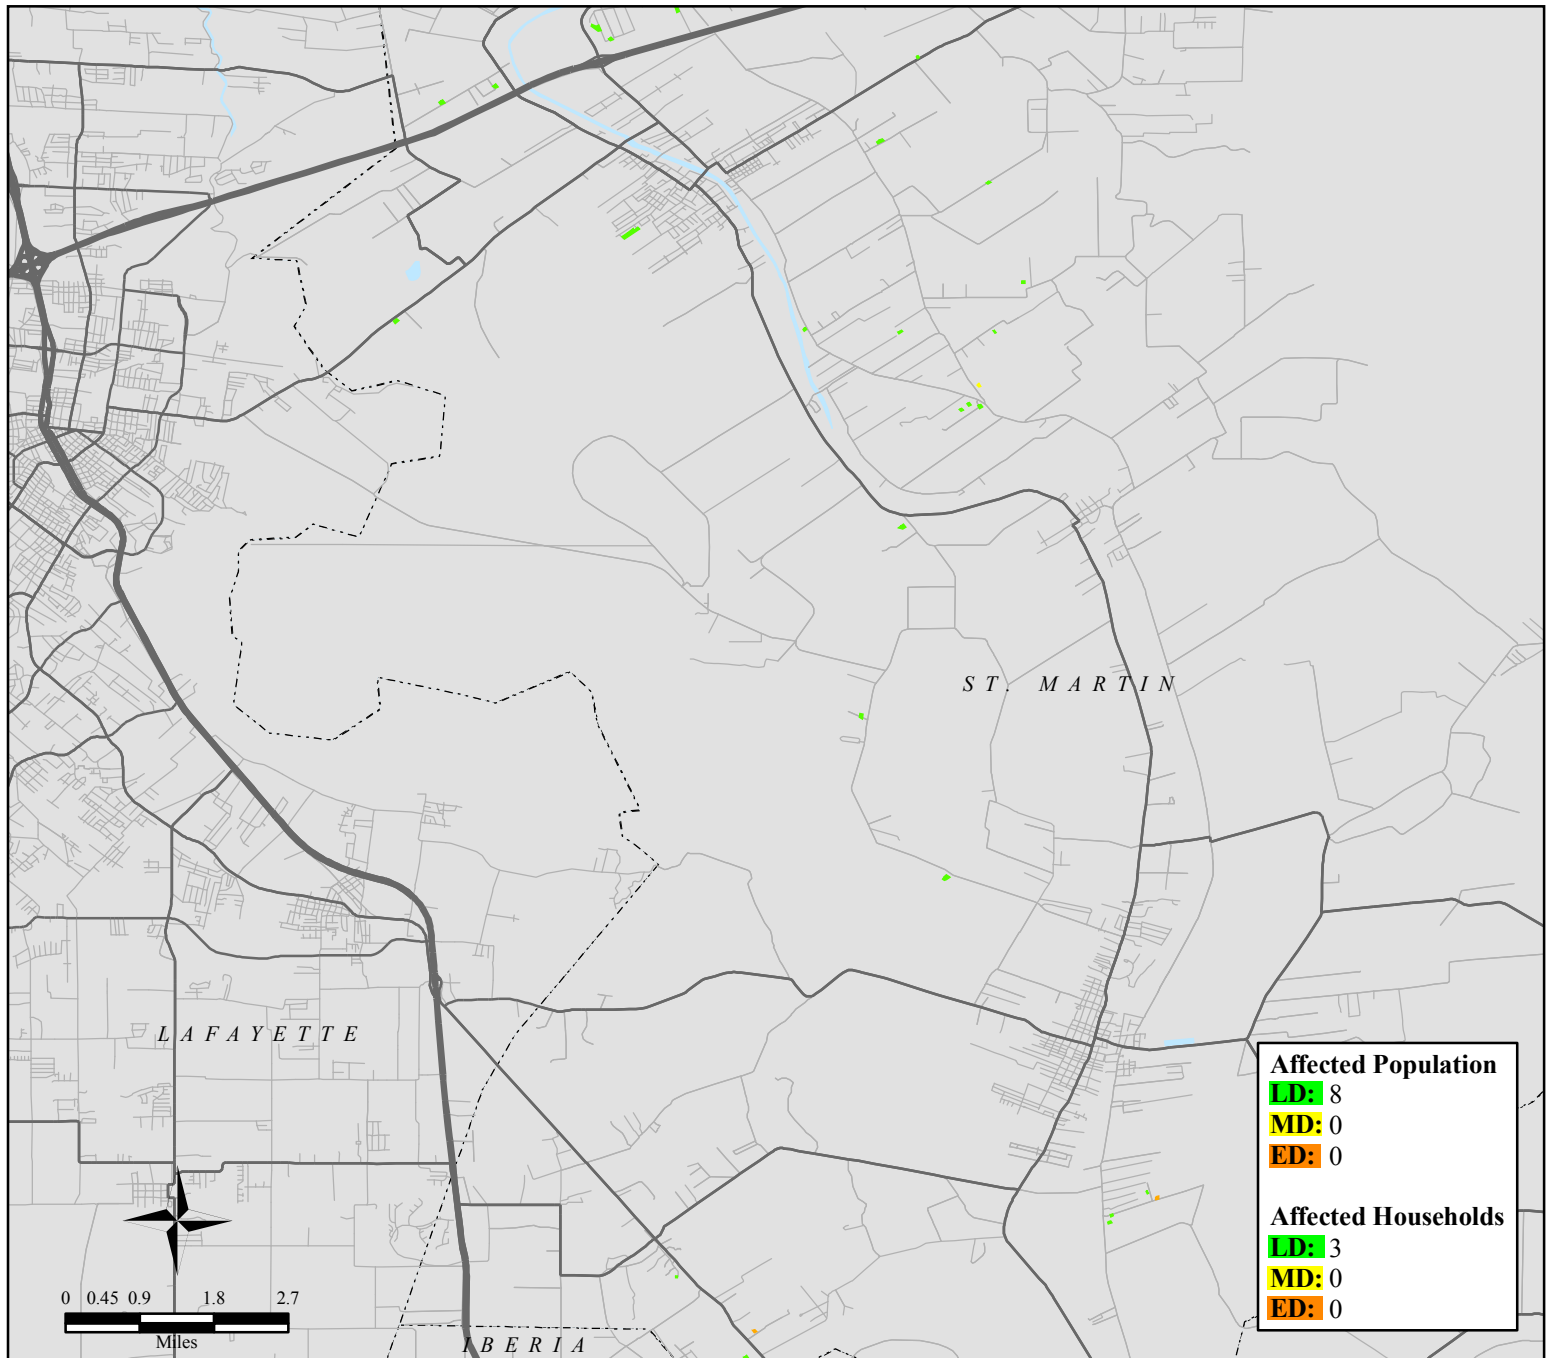 ST. MARTIN
LAFAYETTE
IBERIA
Affected Population
LD: 8
MD: 0
ED: 0
Affected Households
LD: 3
MD: 0
ED: 0
0 0.45 0.9 1.8 2.7
Miles